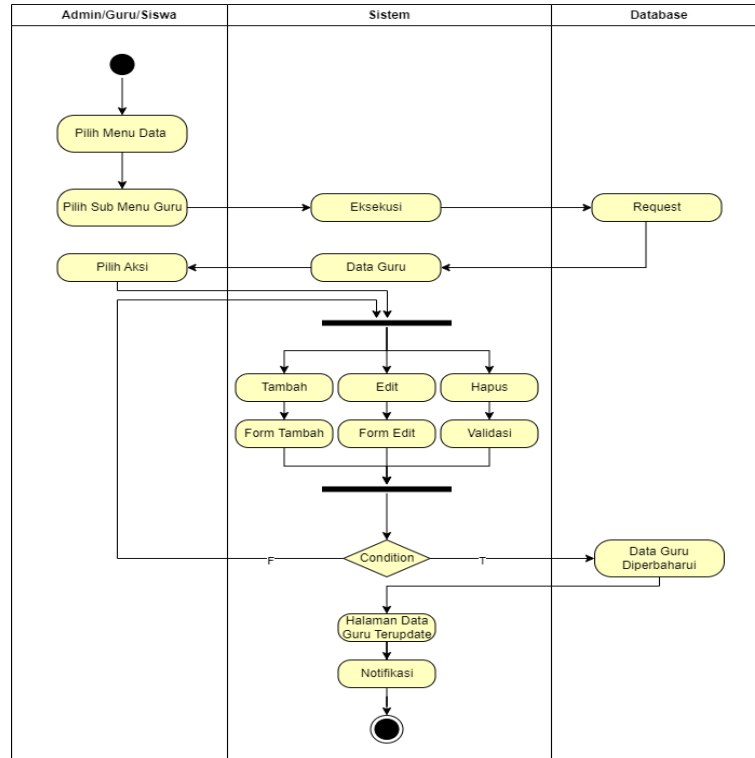 Admin/Guru/Siswa
Sistem
Database
Pilih Menu Data
Pilih Sub Menu Guru
Eksekusi
Request
Pilih Aksi
Data Guru
Tambah
Edit
Hapus
Form Tambah
Form Edit
Validasi
F
Condition
T
Data Guru
Diperbaharui
Halaman Data
Guru Terupdate
Notifikasi